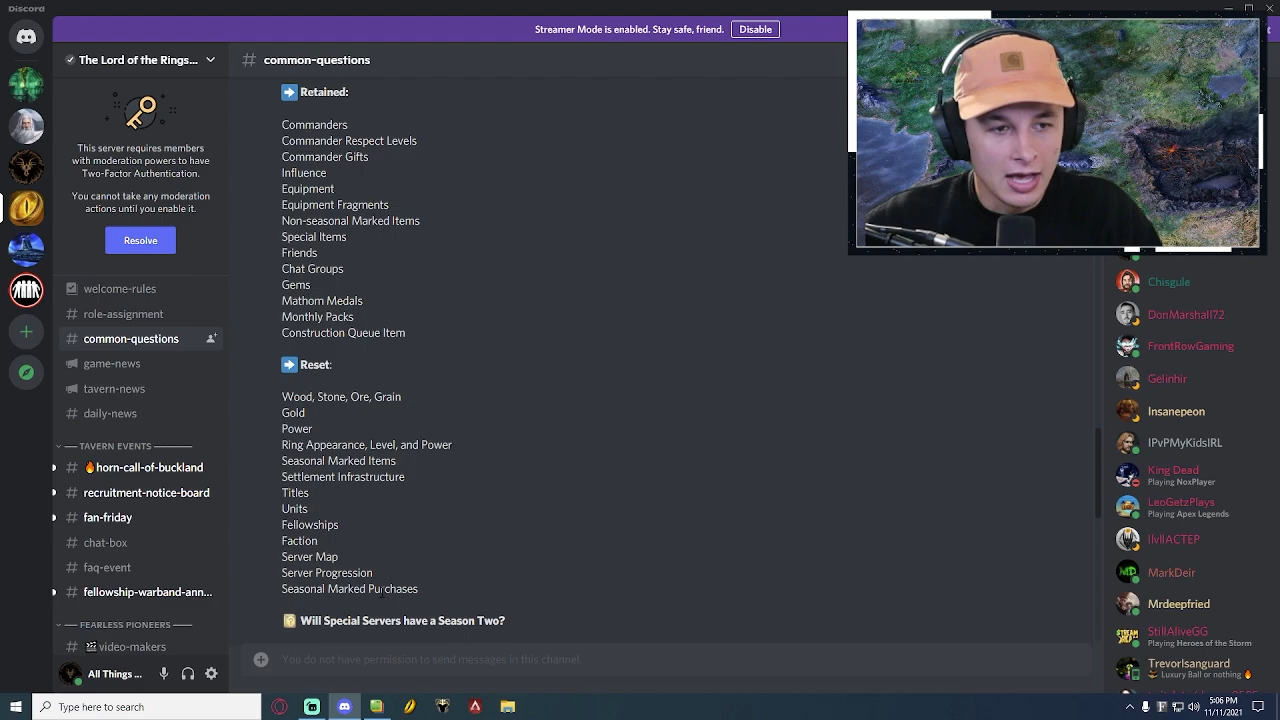 Discord
Streamer Mode is enabled. Stay safe, friend.
Disable
The Lord of the Rings...
This server requires members
with moderation powers to have
Two-Factor Authentication.
You cannot take any moderation
actions until you enable it.
Resolve
welcome-rules
role-assignment
common-questions
game-news
tavern-news
daily-news
TAVERN EVENTS
horn-call-of-buckland
recruitment-notice-board
fan-friday
chat-box
faq-event
fellowship-war-band-an...
FEARLESS PIONEERS
video-makers
All Things ...
common-questions
Retained:
Commanders
Commander Respect Levels
Commander Gifts
Influence
Equipment
Equipment Fragments
Non-seasonal Marked Items
Special Items
Friends
Chat Groups
Gems
Mathom Medals
Monthly Packs
Construction Queue Item
Reset:
Wood, Stone, Ore, Grain
Gold
Power
Ring Appearance, Level, and Power
Seasonal Marked Items
Settlement Infrastructure
Titles
Units
Fellowships
Faction
Server Map
Server Progression
Seasonal Marked Purchases
Will Special Servers have a Season Two?
You do not have permission to send messages in this channel.
Chisgule
DonMarshall72
FrontRowGaming
Gelinhir
Insanepeon
IPvPMyKidsIRL
King Dead
Playing NoxPlayer
LeoGetzPlays
Playing Apex Legends
IlvllACTEP
MarkDeir
Mrdeepfried
StillAliveGG
Playing Heroes of the Storm
TrevorIsanguard
Luxury Ball or nothing
Type here to search
5:06 PM
11/11/2021